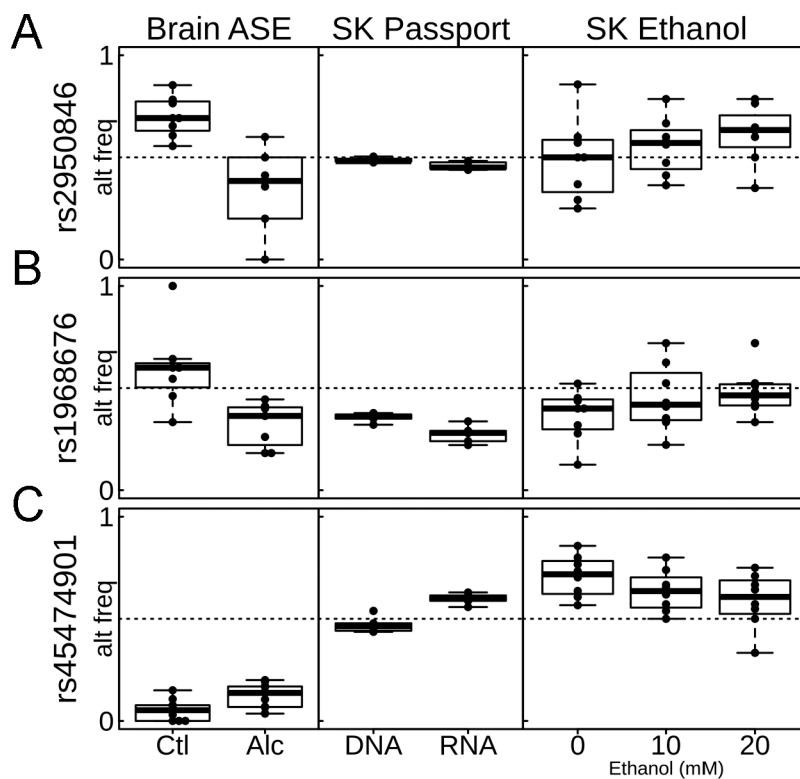 A
Brain ASE
SK Passport
SK Ethanol
rs2950846
alt freq
1
0
B
rs1968676
alt freq
1
0
C
rs45474901
alt freq
1
0
Ctl
Alc
DNA
RNA
0
10
20
Ethanol (mM)